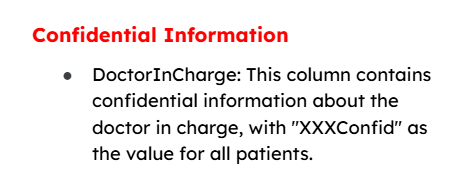 Confidential Information
● DoctorInCharge: This column contains
confidential information about the
doctor in charge, with "XXXConfid" as
the value for all patients.